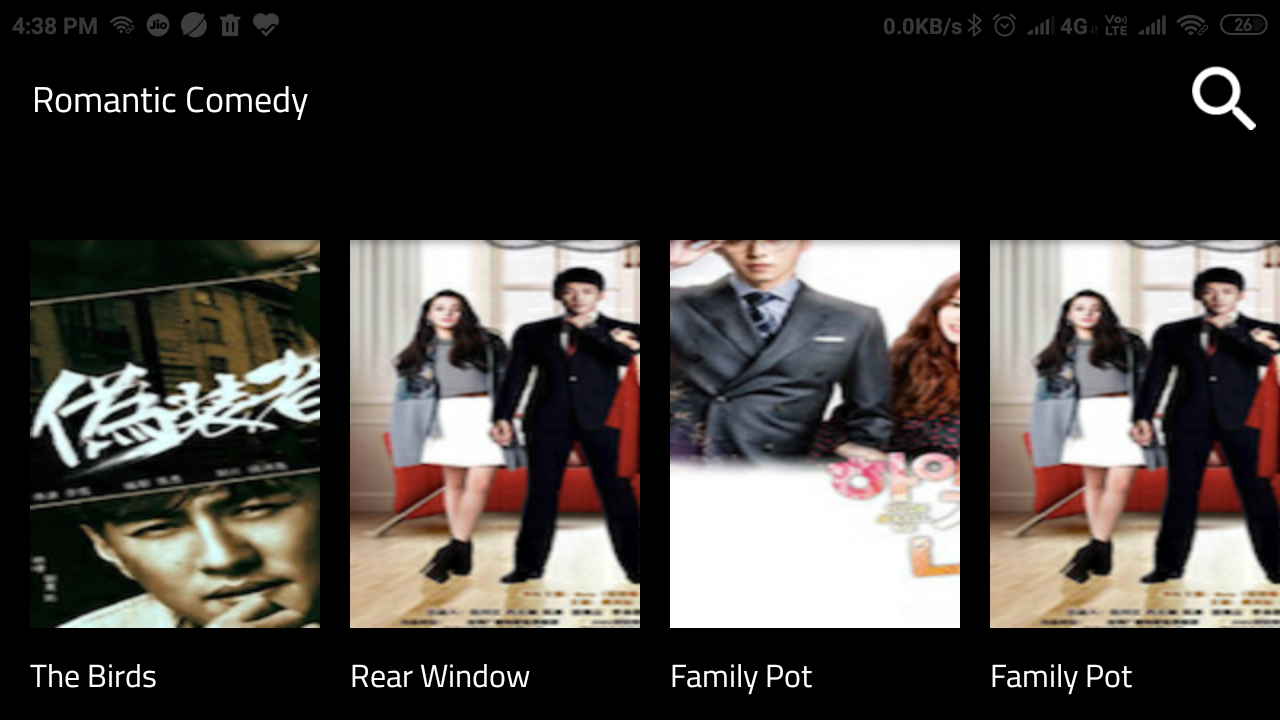 4:38 PM
Jio
0.0KB/s
4G
Vo))
LTE
26
Romantic Comedy
偽装者
The Birds
Rear Window
Family Pot
Family Pot